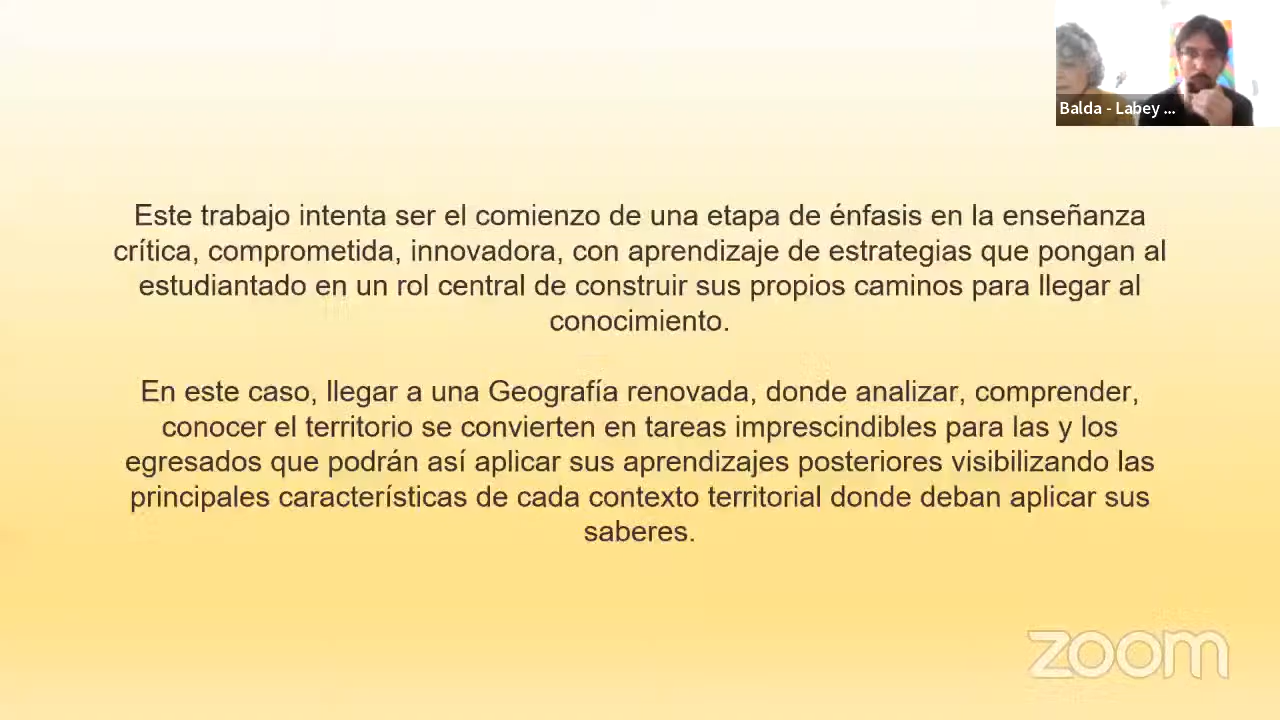 Balda - Labey ...
Este trabajo intenta ser el comienzo de una etapa de énfasis en la enseñanza
crítica, comprometida, innovadora, con aprendizaje de estrategias que pongan al
estudiantado en un rol central de construir sus propios caminos para llegar al
conocimiento.
En este caso, llegar a una Geografía renovada, donde analizar, comprender,
conocer el territorio se convierten en tareas imprescindibles para las y los
egresados que podrán así aplicar sus aprendizajes posteriores visibilizando las
principales características de cada contexto territorial donde deban aplicar sus
saberes.
zoom